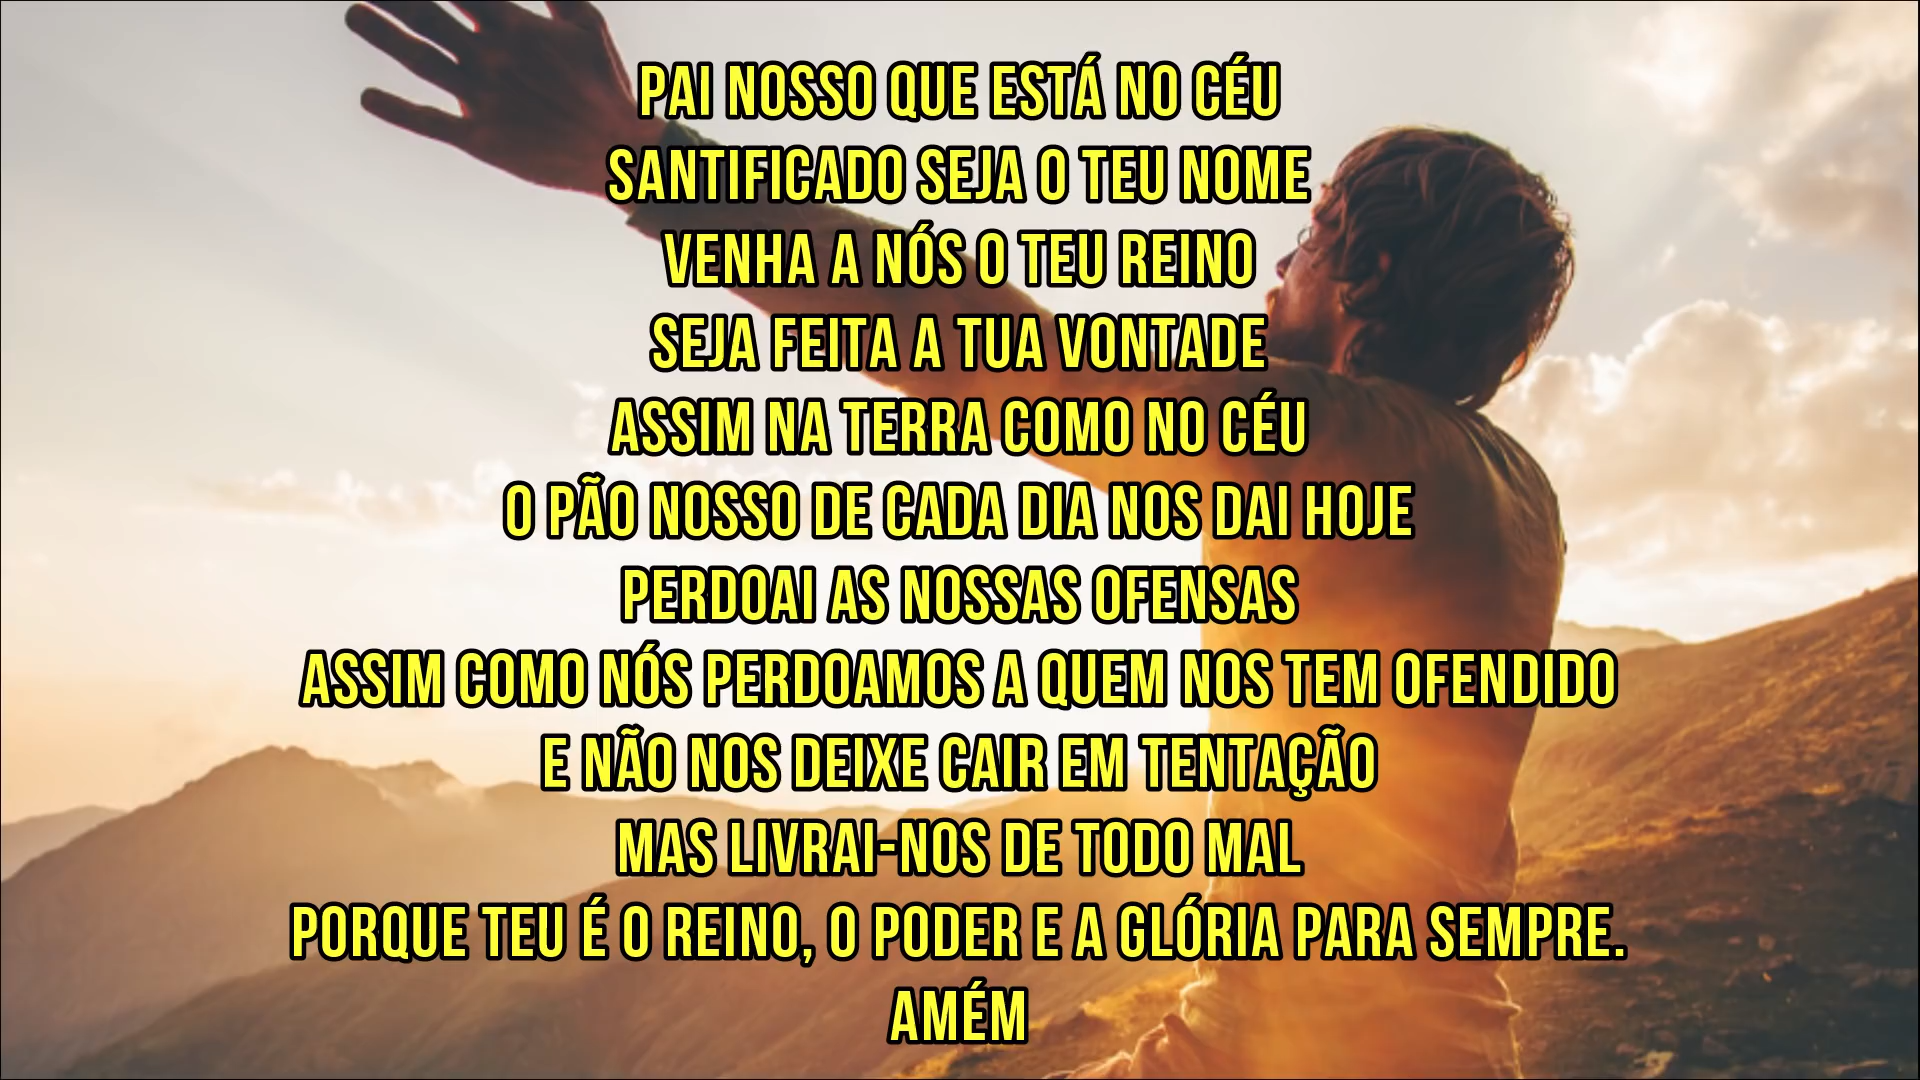 PAI NOSSO QUE ESTÁ NO CÉU
SANTIFICADO SEJA O TEU NOME
VENHA A NÓS O TEU REINO
SEJA FEITA A TUA VONTADE
ASSIM NA TERRA COMO NO CÉU
O PÃO NOSSO DE CADA DIA NOS DAI HOJE
PERDOAI AS NOSSAS OFENSAS
ASSIM COMO NÓS PERDOAMOS A QUEM NOS TEM OFENDIDO
E NÃO NOS DEIXE CAIR EM TENTAÇÃO
MAS LIVRAI-NOS DE TODO MAL
PORQUE TEU É O REINO, O PODER E A GLÓRIA PARA SEMPRE.
AMÉM